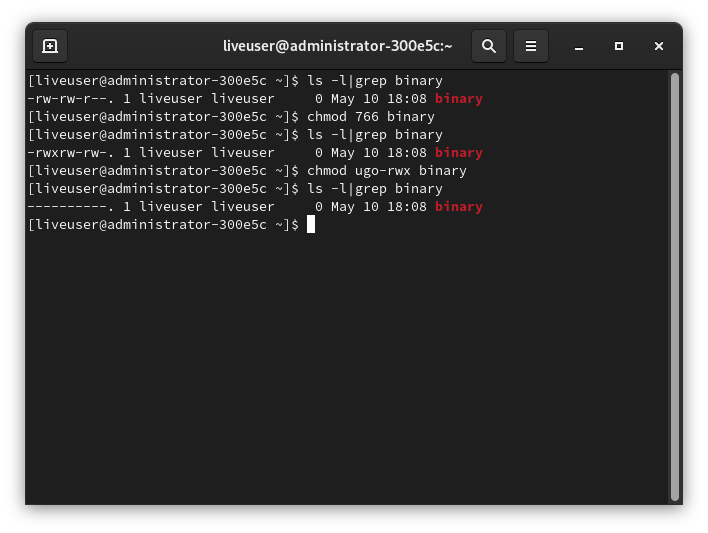 liveuser@administrator-300e5c:~
[liveuser@administrator-300e5c ~]$ ls -l|grep binary
-rw-rw-r--. 1 liveuser liveuser     0 May 10 18:08 binary
[liveuser@administrator-300e5c ~]$ chmod 766 binary
[liveuser@administrator-300e5c ~]$ ls -l|grep binary
-rwxrw-rw-. 1 liveuser liveuser     0 May 10 18:08 binary
[liveuser@administrator-300e5c ~]$ chmod ugo-rwx binary
[liveuser@administrator-300e5c ~]$ ls -l|grep binary
----------. 1 liveuser liveuser     0 May 10 18:08 binary
[liveuser@administrator-300e5c ~]$